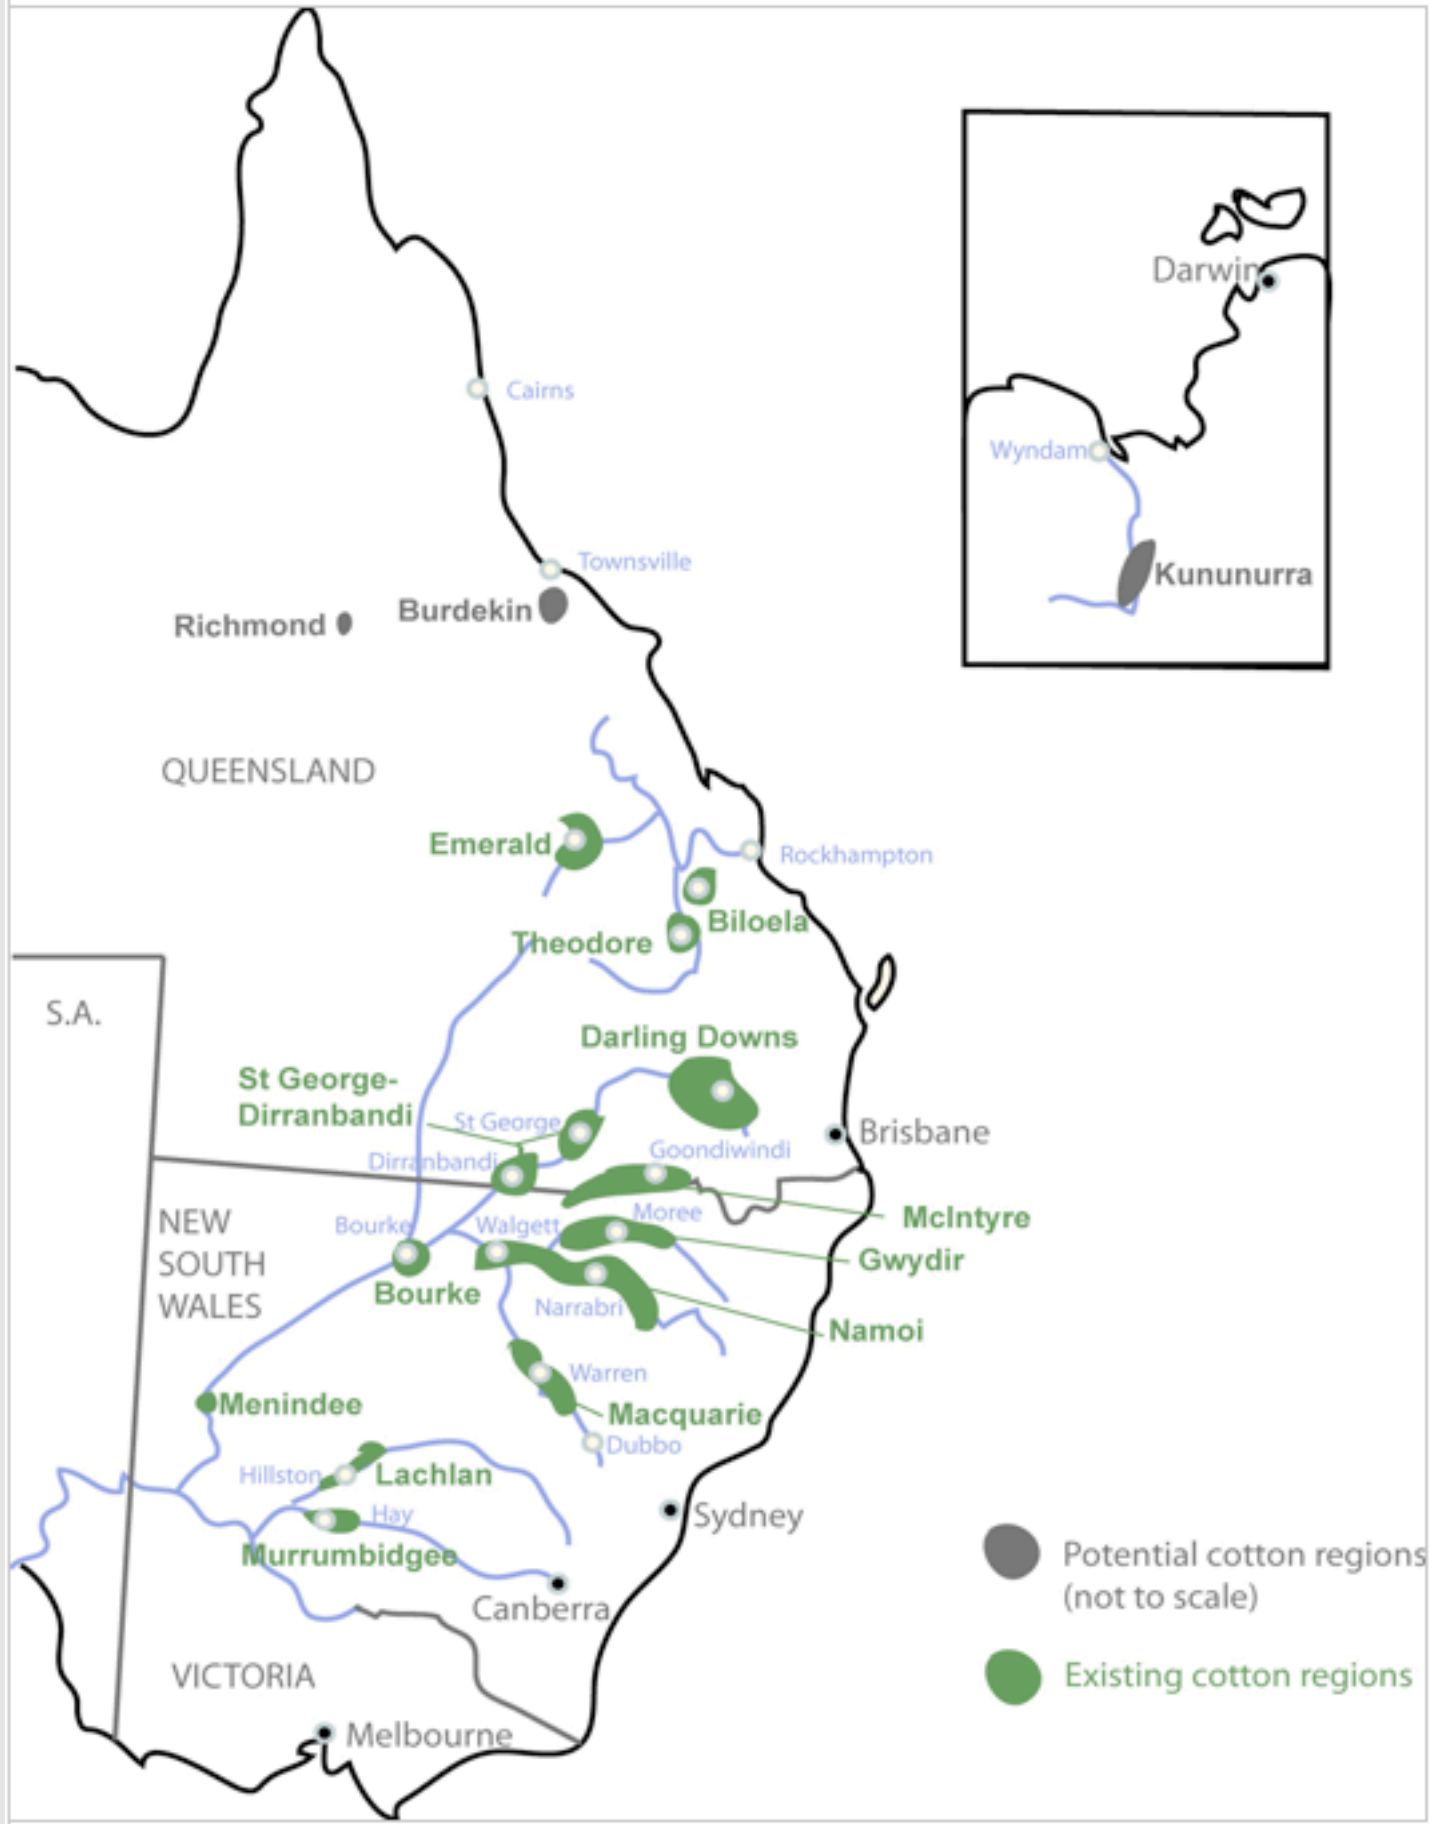 Darwin
Cairns
Wyndam
Townsville
Kununurra
Burdekin
Richmond
QUEENSLAND
Emerald
Rockhampton
Biloela
Theodore
S.A.
Darling Downs
St George-
Dirranbandi
St George
Brisbane
Goondiwindi
Dirranbandi
McIntyre
NEW
SOUTH
WALES
Bourke
Walgett
Moree
Gwydir
Bourke
Narrabri
Namoi
Warren
Menindee
Macquarie
Dubbo
Hillston
Lachlan
Hay
Sydney
Murrumbidgee
Potential cotton regions
(not to scale)
Canberra
VICTORIA
Existing cotton regions
Melbourne